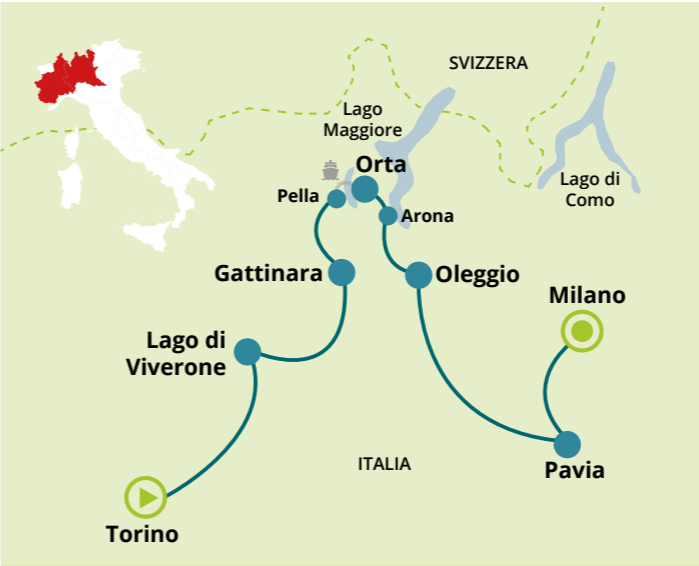 SVIZZERA
Lago
Maggiore
Orta
Lago di
Como
Pella
Arona
Gattinara
Oleggio
Milano
Lago di
Viverone
ITALIA
Pavia
Torino